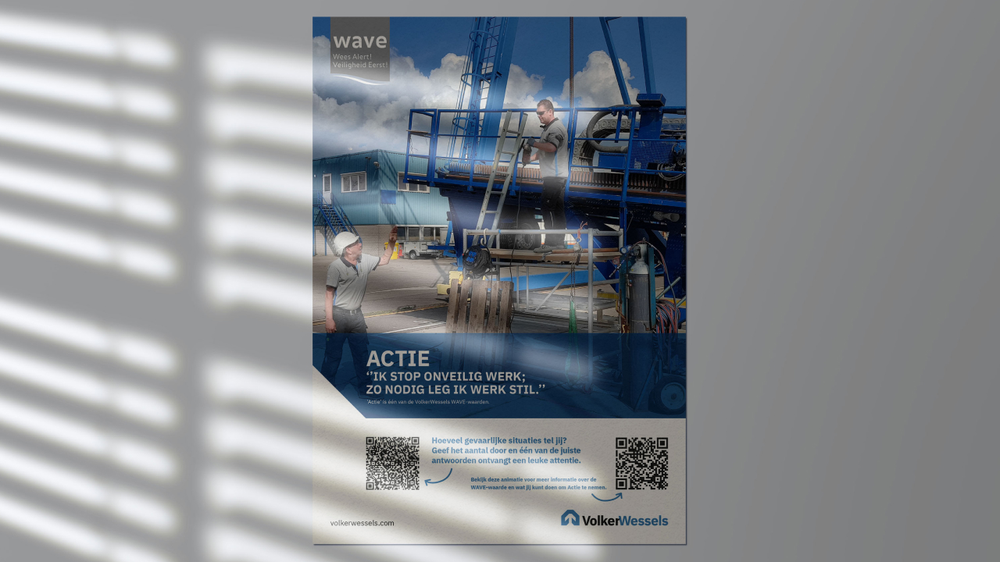 wave
Wees Alert!
Veiligheid Eerst!
ACTIE
‘’IK STOP ONVEILIG WERK;
ZO NODIG LEG IK WERK STIL.’’
'Actie' is één van de VolkerWessels WAVE-waarden.
Hoeveel gevaarlijke situaties tel jij?
Geef het aantal door en één van de juiste
antwoorden ontvangt een leuke attentie.
Bekijk deze animatie voor meer informatie over de
WAVE-waarde en wat jij kunt doen om Actie te nemen.
volkerwessels.com
VolkerWessels